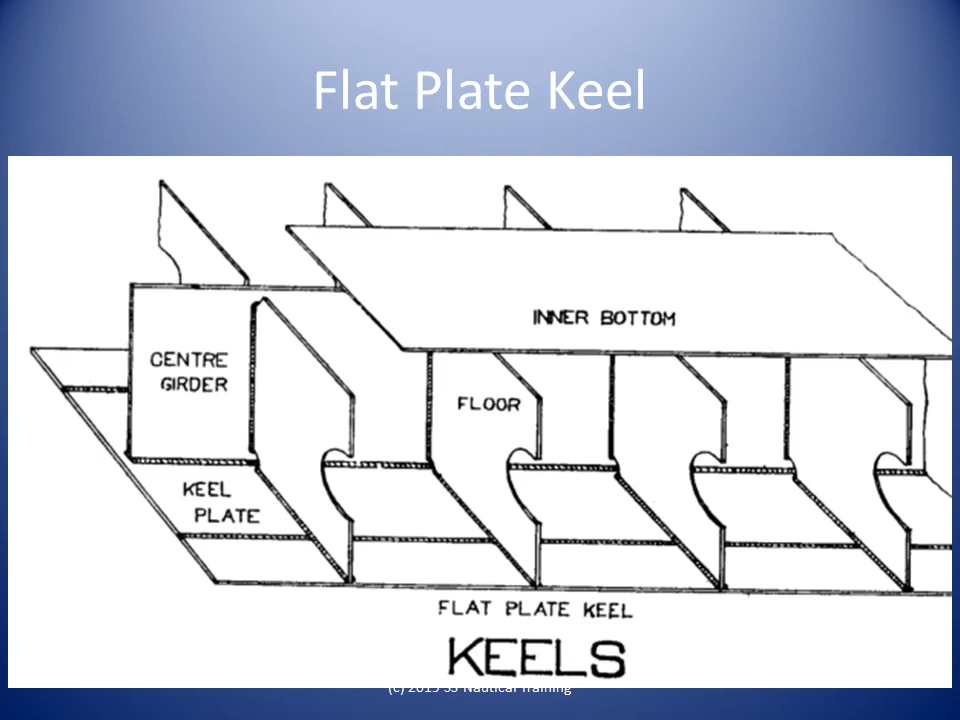 Flat Plate Keel
INNER BOTTOM
CENTRE
GIRDER
FLOOR
KEEL
PLATE
FLAT PLATE KEEL
KEELS
(c) 2019 SS Nautical Training